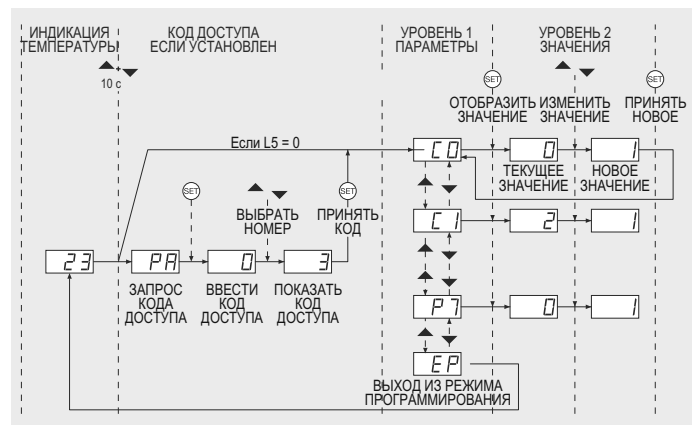 ИНДИКАЦИЯ
ТЕМПЕРАТУРЫ
КОД ДОСТУПА
ЕСЛИ УСТАНОВЛЕН
УРОВЕНЬ 1
ПАРАМЕТРЫ
УРОВЕНЬ 2
ЗНАЧЕНИЯ
+
10 с
SET
SET
ОТОБРАЗИТЬ
ЗНАЧЕНИЕ
ИЗМЕНИТЬ
ЗНАЧЕНИЕ
ПРИНЯТЬ
НОВОЕ
Если L5 = 0
C0
0
1
ТЕКУЩЕЕ
ЗНАЧЕНИЕ
НОВОЕ
ЗНАЧЕНИЕ
SET
SET
ВЫБРАТЬ
НОМЕР
ПРИНЯТЬ
КОД
C1
2
1
23
PA
0
3
ЗАПРОС
КОДА
ДОСТУПА
ВВЕСТИ
КОД
ДОСТУПА
ПОКАЗАТЬ
КОД
ДОСТУПА
P7
0
1
EP
ВЫХОД ИЗ РЕЖИМА
ПРОГРАММИРОВАНИЯ